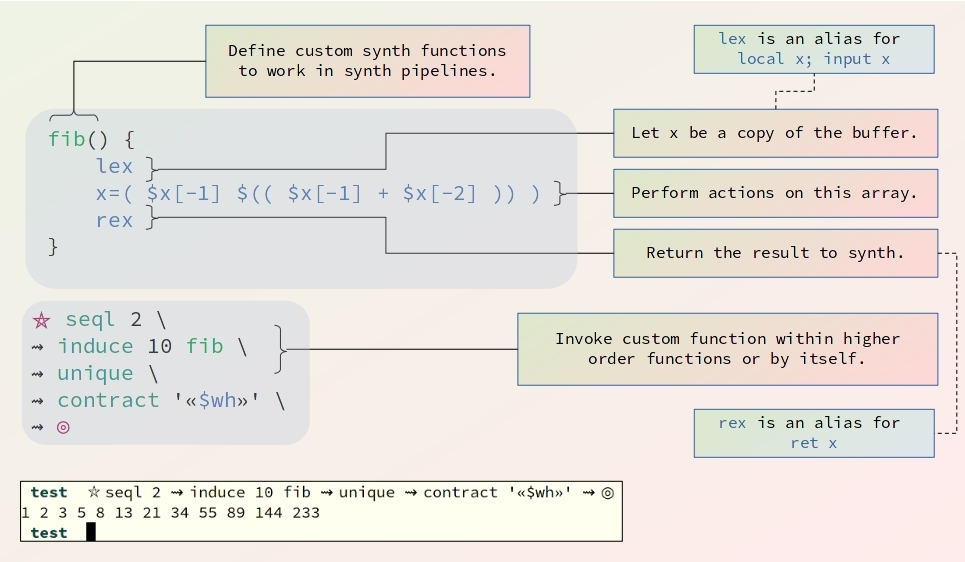 Define custom synth functions
to work in synth pipelines.
lex is an alias for
local x; input x
fib() {
lex
x=( $x[-1] $(( $x[-1] + $x[-2] )) )
rex
}
Let x be a copy of the buffer.
Perform actions on this array.
Return the result to synth.
☆ seql 2 \
⇝ induce 10 fib \
⇝ unique \
⇝ contract '«$wh»' \
⇝ ◎
Invoke custom function within higher
order functions or by itself.
rex is an alias for
ret x
test ☆ seql 2 ⇝ induce 10 fib ⇝ unique ⇝ contract '«$wh»' ⇝ ◎
1 2 3 5 8 13 21 34 55 89 144 233
test